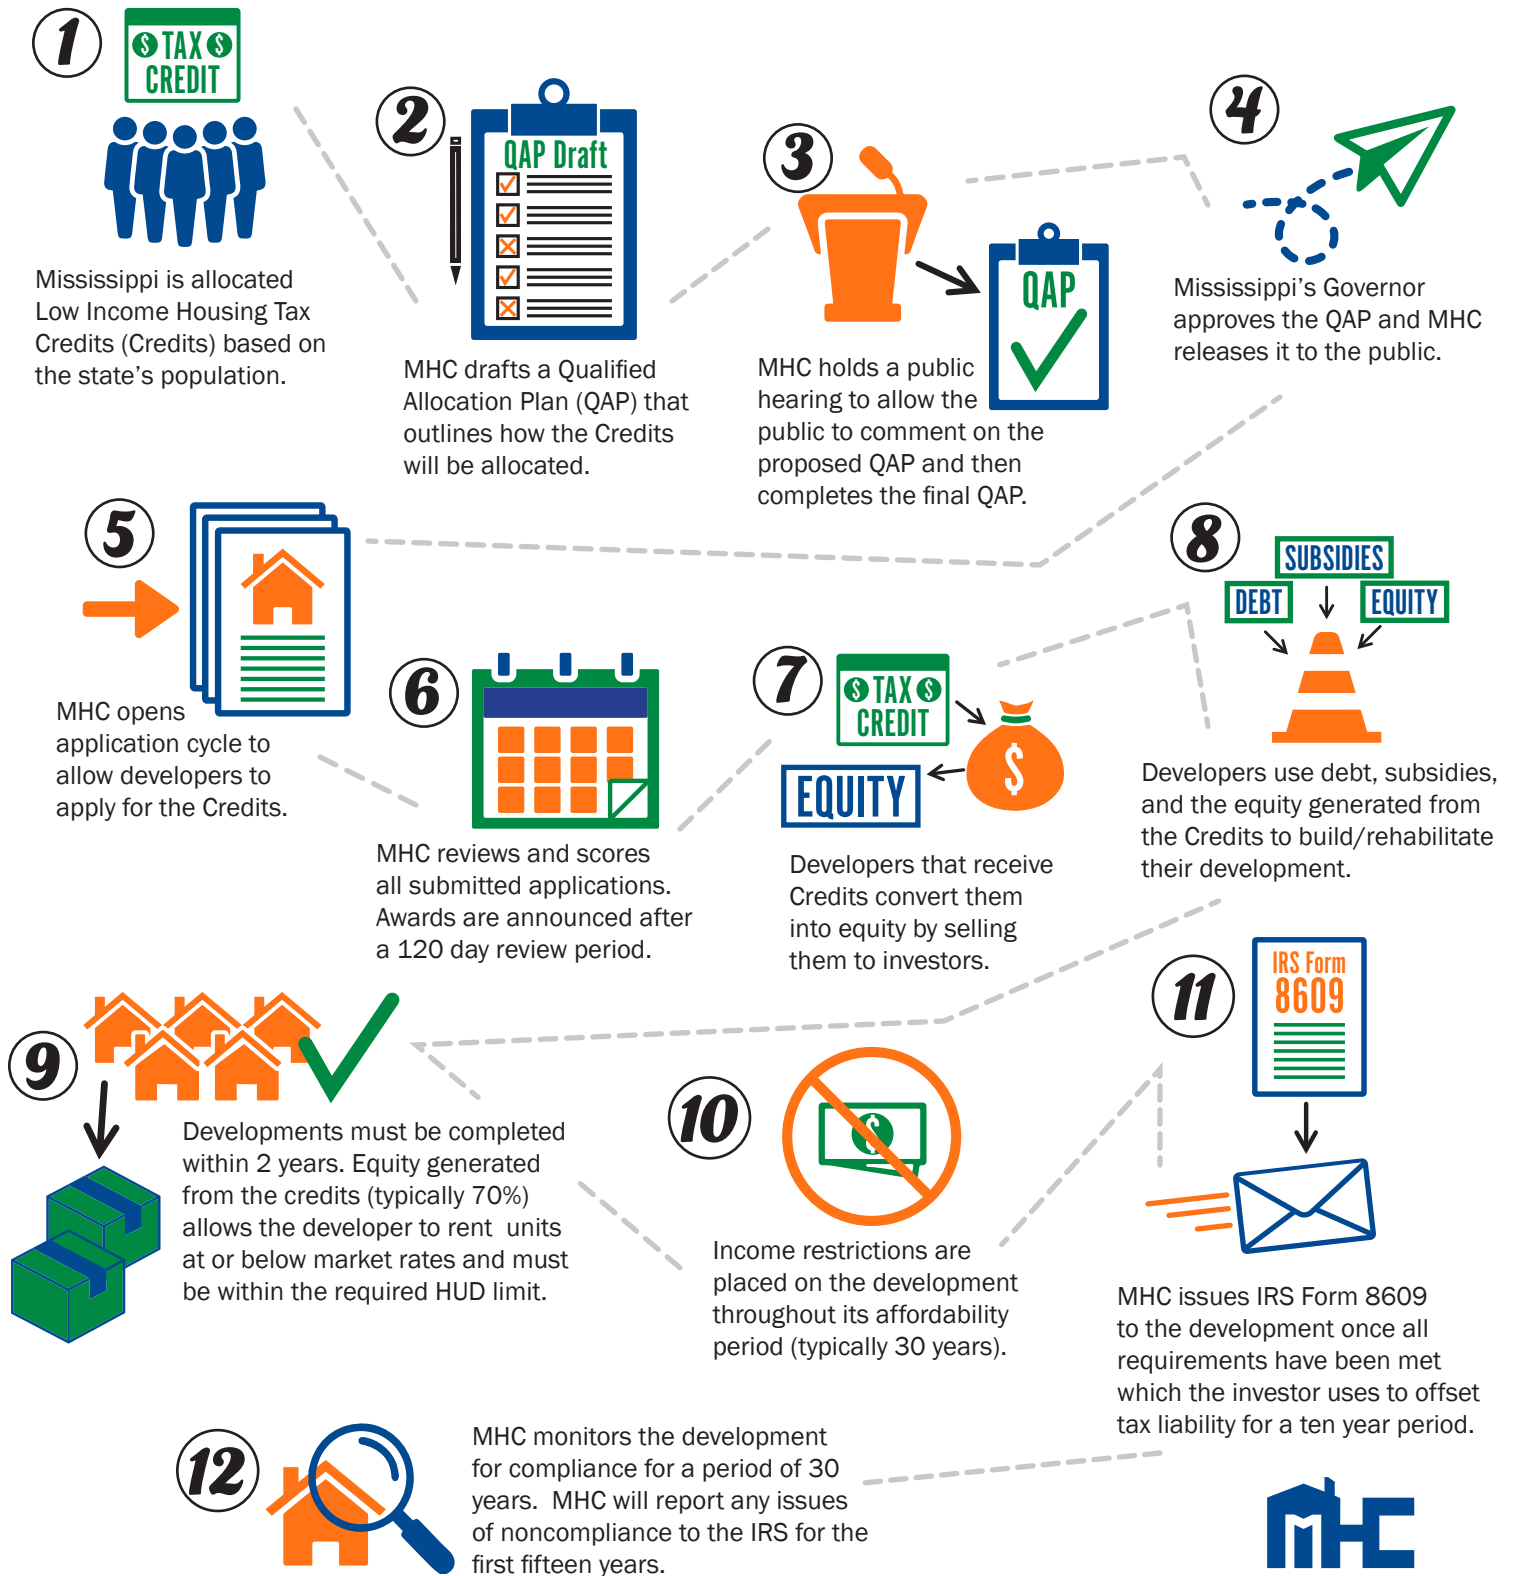 1
$ TAX $
CREDIT
Mississippi is allocated
Low Income Housing Tax
Credits (Credits) based on
the state's population.
2
QAP Draft
MHC drafts a Qualified
Allocation Plan (QAP) that
outlines how the Credits
will be allocated.
3
QAP
MHC holds a public
hearing to allow the
public to comment on the
proposed QAP and then
completes the final QAP.
4
Mississippi's Governor
approves the QAP and MHC
releases it to the public.
5
MHC opens
application cycle to
allow developers to
apply for the Credits.
6
MHC reviews and scores
all submitted applications.
Awards are announced after
a 120 day review period.
7
$ TAX $
CREDIT
$
EQUITY
Developers that receive
Credits convert them
into equity by selling
them to investors.
8
SUBSIDIES
DEBT
EQUITY
Developers use debt, subsidies,
and the equity generated from
the Credits to build/rehabilitate
their development.
9
Developments must be completed
within 2 years. Equity generated
from the credits (typically 70%)
allows the developer to rent  units
at or below market rates and must
be within the required HUD limit.
10
$
Income restrictions are
placed on the development
throughout its affordability
period (typically 30 years).
11
IRS Form
8609
MHC issues IRS Form 8609
to the development once all
requirements have been met
which the investor uses to offset
tax liability for a ten year period.
12
MHC monitors the development
for compliance for a period of 30
years.  MHC will report any issues
of noncompliance to the IRS for the
first fifteen years.
MHC